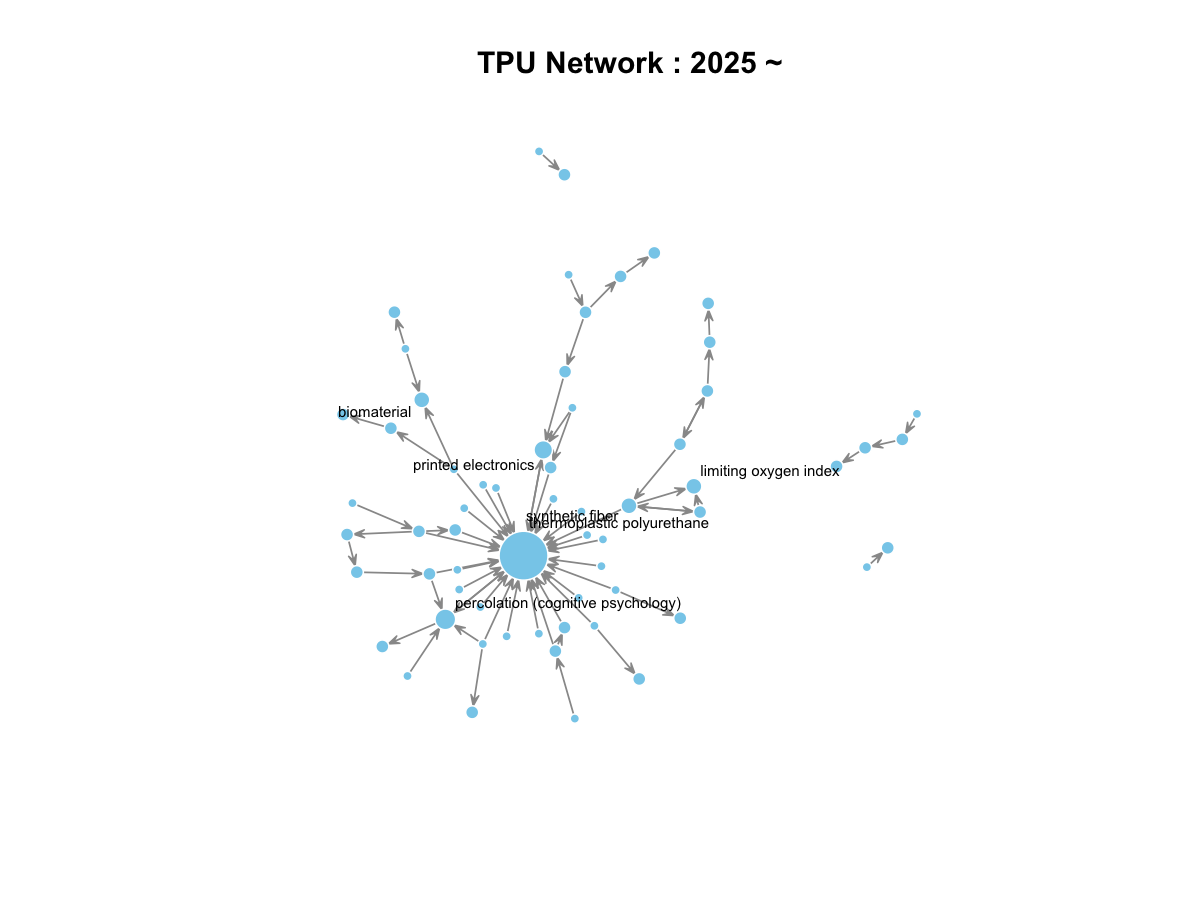 TPU Network : 2025 ~
biomaterial
printed electronics
limiting oxygen index
synthetic fiber
thermoplastic polyurethane
percolation (cognitive psychology)